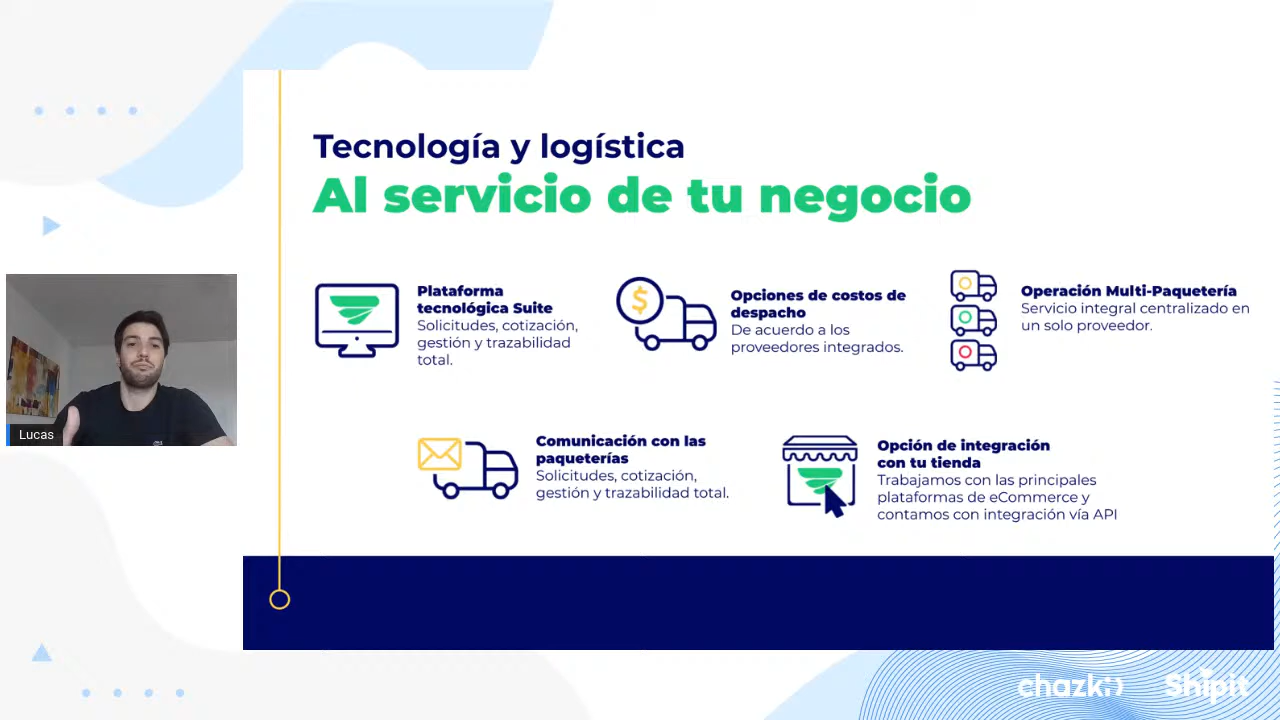 Tecnología y logística
Al servicio de tu negocio
Plataforma
tecnológica Suite
Solicitudes, cotización,
gestión y trazabilidad
total.
Opciones de costos de
despacho
De acuerdo a los
proveedores integrados.
Operación Multi-Paquetería
Servicio integral centralizado en
un solo proveedor.
Comunicación con las
paqueterías
Solicitudes, cotización,
gestión y trazabilidad total.
Opción de integración
con tu tienda
Trabajamos con las principales
plataformas de eCommerce y
contamos con integración vía API
Lucas
chazki
Shipit